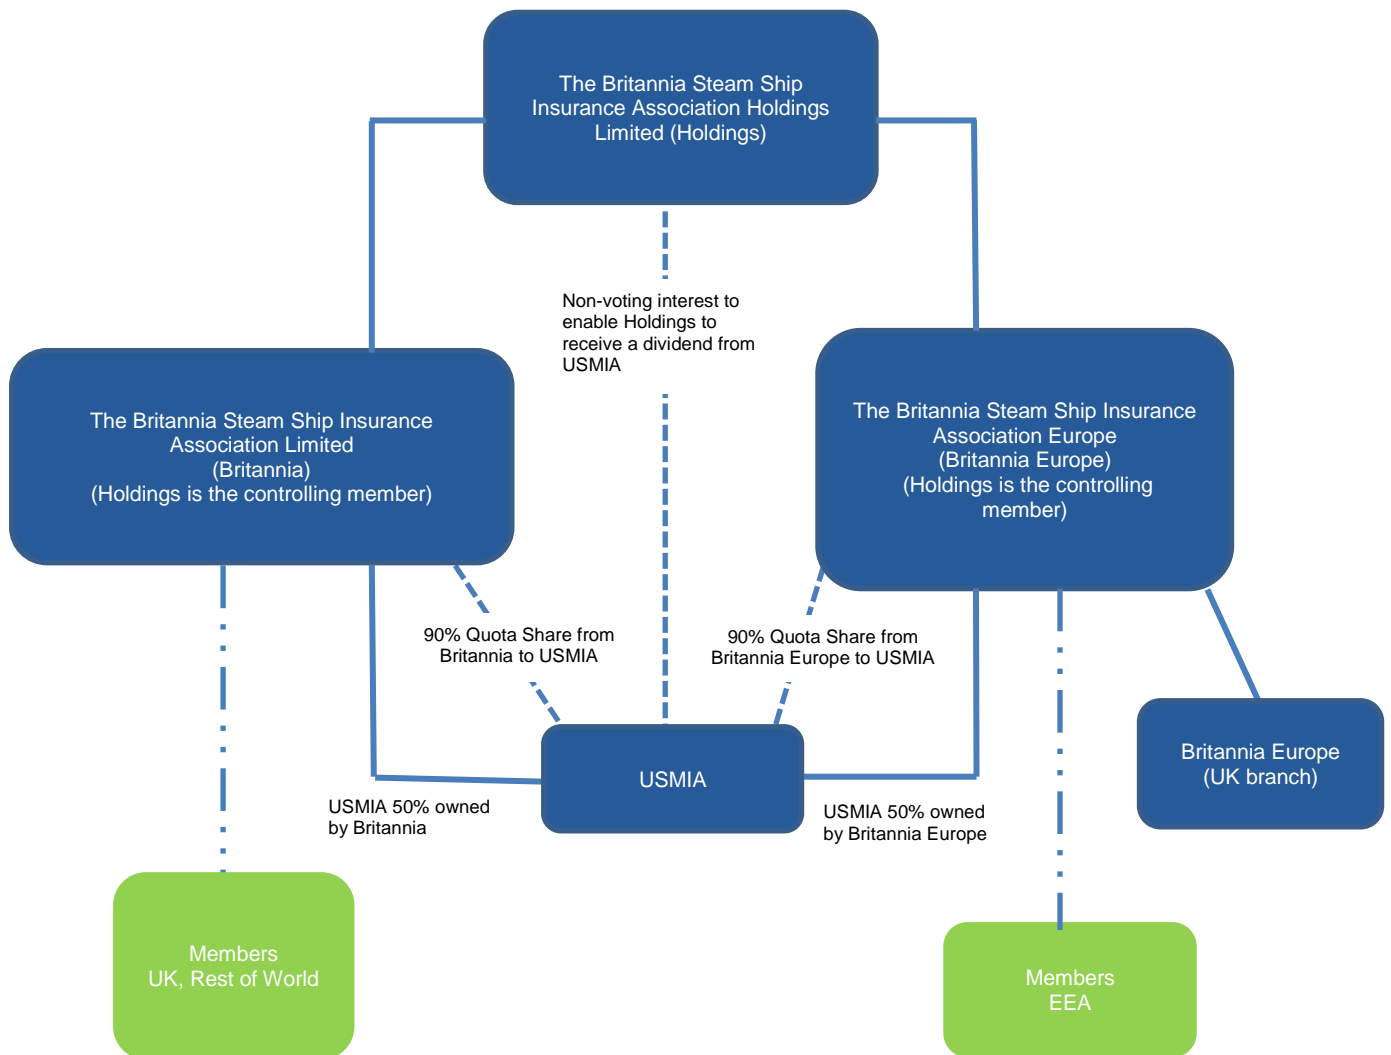 The Britannia Steam Ship
Insurance Association Holdings
Limited (Holdings)
Non-voting interest to
enable Holdings to
receive a dividend from
USMIA
The Britannia Steam Ship Insurance
Association Limited
(Britannia)
(Holdings is the controlling member)
The Britannia Steam Ship Insurance
Association Europe
(Britannia Europe)
(Holdings is the controlling
member)
90% Quota Share from
Britannia to USMIA
90% Quota Share from
Britannia Europe to USMIA
USMIA
Britannia Europe
(UK branch)
USMIA 50% owned
by Britannia
USMIA 50% owned
by Britannia Europe
Members
UK, Rest of World
Members
EEA